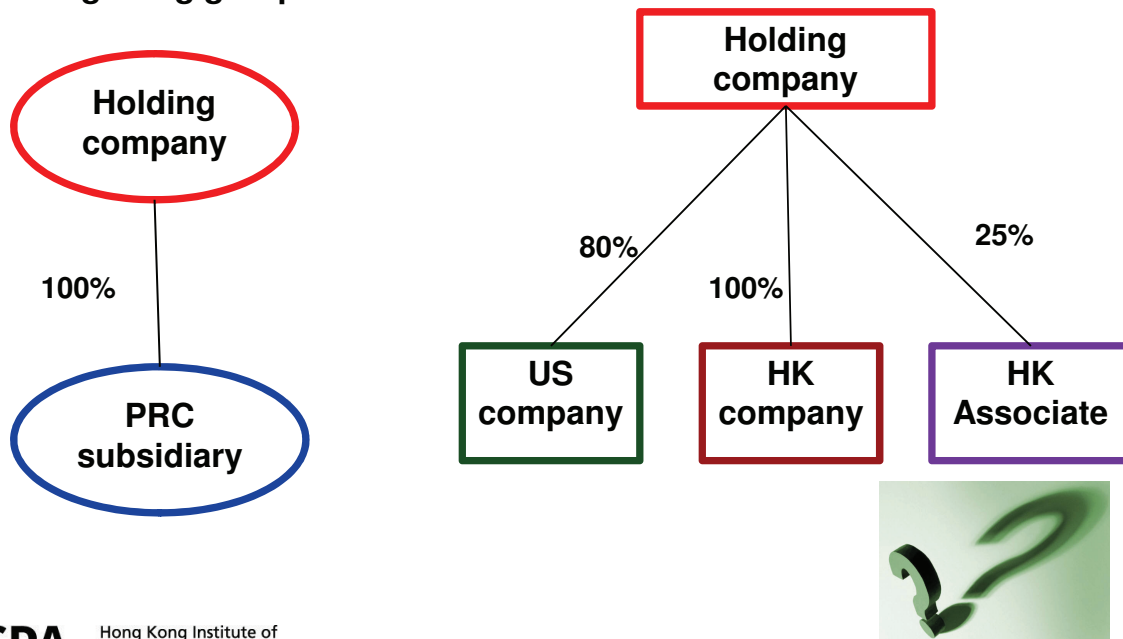 Holding
company
100%
PRC
subsidiary
Holding
company
80%
100%
25%
US
company
HK
company
HK
Associate
Hong Kong Institute of